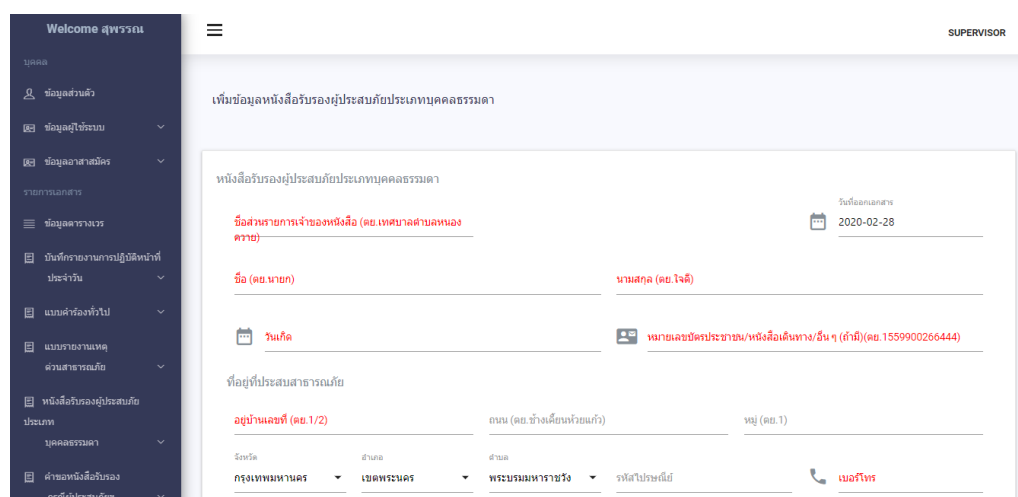 Welcome สุพรรณ
SUPERVISOR
บุคคล
ข้อมูลส่วนตัว
ข้อมูลผู้ใช้ระบบ
ข้อมูลอาสาสมัคร
รายการเอกสาร
ข้อมูลตารางเวร
บันทึกรายงานการปฏิบัติหน้าที่
ประจำวัน
แบบคำร้องทั่วไป
แบบรายงานเหตุ
ด่วนสาธารณภัย
หนังสือรับรองผู้ประสบภัย
ประเภท
บุคคลธรรมดา
คำขอหนังสือรับรอง
กรณีผู้ประสบภัยฯ
เพิ่มข้อมูลหนังสือรับรองผู้ประสบภัยประเภทบุคคลธรรมดา
หนังสือรับรองผู้ประสบภัยประเภทบุคคลธรรมดา
ชื่อส่วนรายการเจ้าของหนังสือ (ตย.เทศบาลตำบลหนอง
ควาย)
วันที่ออกเอกสาร
2020-02-28
ชื่อ (ตย.นายก)
นามสกุล (ตย.ใจดี)
วันเกิด
หมายเลขบัตรประชาชน/หนังสือเดินทาง/อื่น ๆ (ถ้ามี)(ตย.1559900266444)
ที่อยู่ที่ประสบสาธารณภัย
อยู่บ้านเลขที่ (ตย.1/2)
ถนน (ตย.ช้างเคี้ยนห้วยแก้ว)
หมู่ (ตย.1)
จังหวัด
อำเภอ
ตำบล
กรุงเทพมหานคร
เขตพระนคร
พระบรมมหาราชวัง
รหัสไปรษณีย์
เบอร์โทร